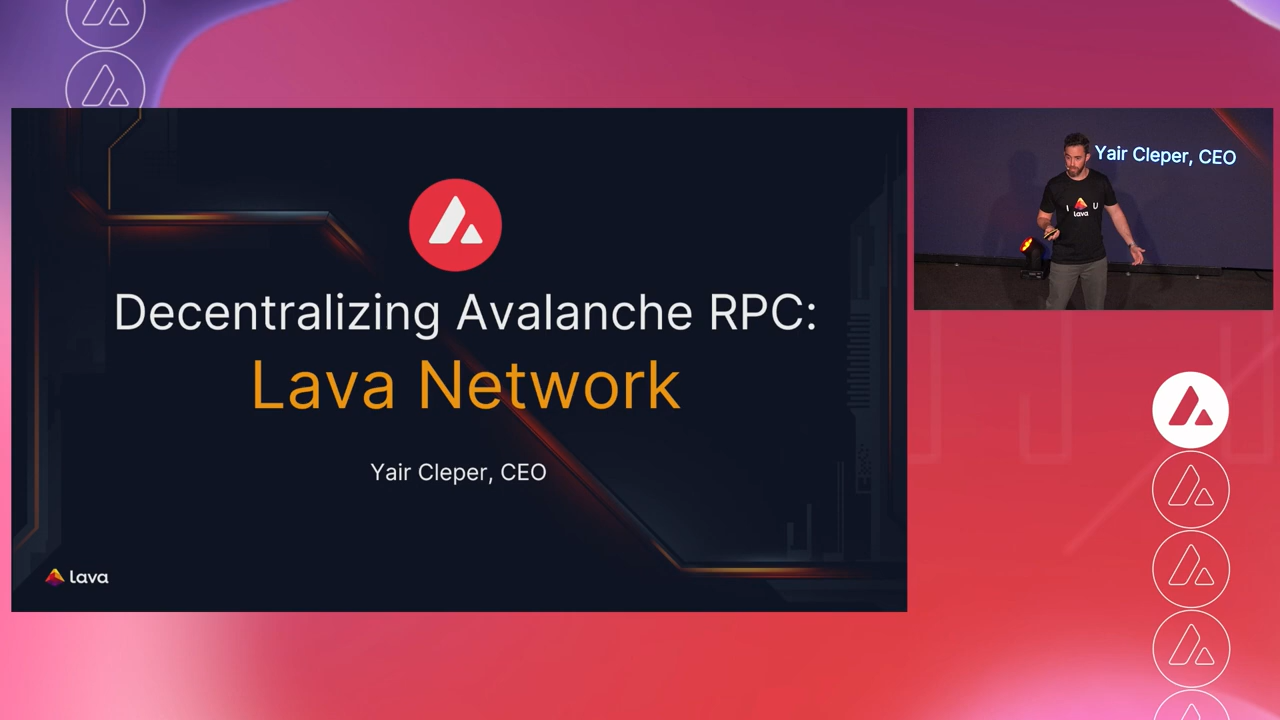 Decentralizing Avalanche RPC:
Lava Network
Yair Cleper, CEO
lava
Yair Cleper, CEO
I U
lava